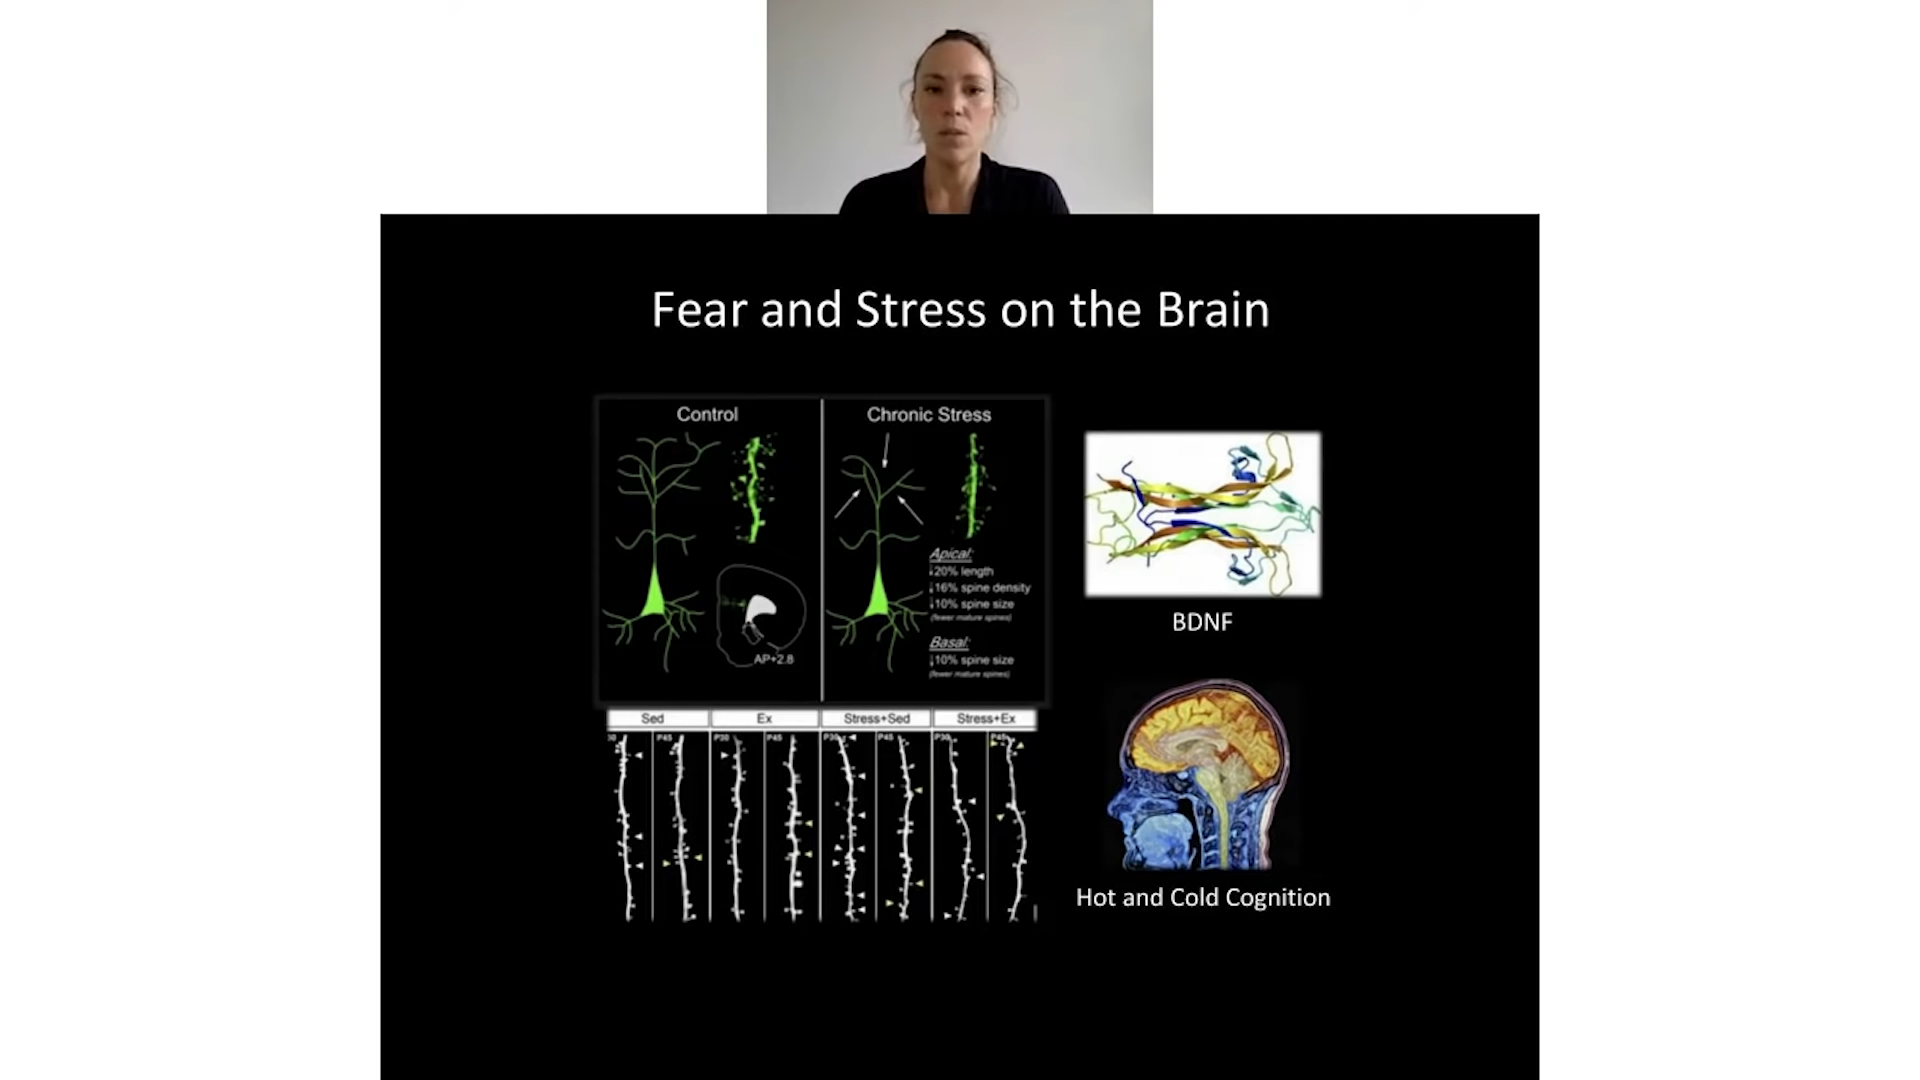 Fear and Stress on the Brain
Control
Chronic Stress
Apical:
↓20% length
↓16% spine density
↓10% spine size
(fewer mature spines)
Basal:
↓10% spine size
(fewer mature spines)
AP+2.8
BDNF
Sed
Ex
Stress+Sed
Stress+Ex
P45
P30
P45
P30
P45
P30
P45
Hot and Cold Cognition